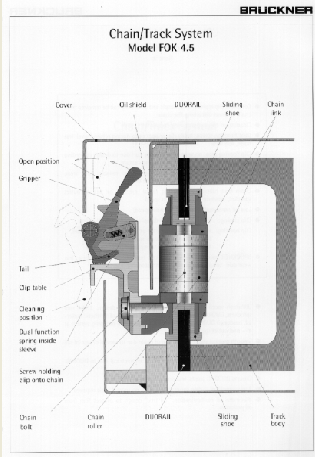 BRUCKNER
Chain/Track System
Model FOK 4.5
Cover
Oil shield
DUORAIL
Sliding
shoe
Chain
link
Open position
Gripper
Tail
Clip table
Cleaning
position
Dual function
spring inside
sleeve
Screw holding
clip onto chain
Chain
bolt
Chain
roller
DUORAIL
Sliding
shoe
Track
body